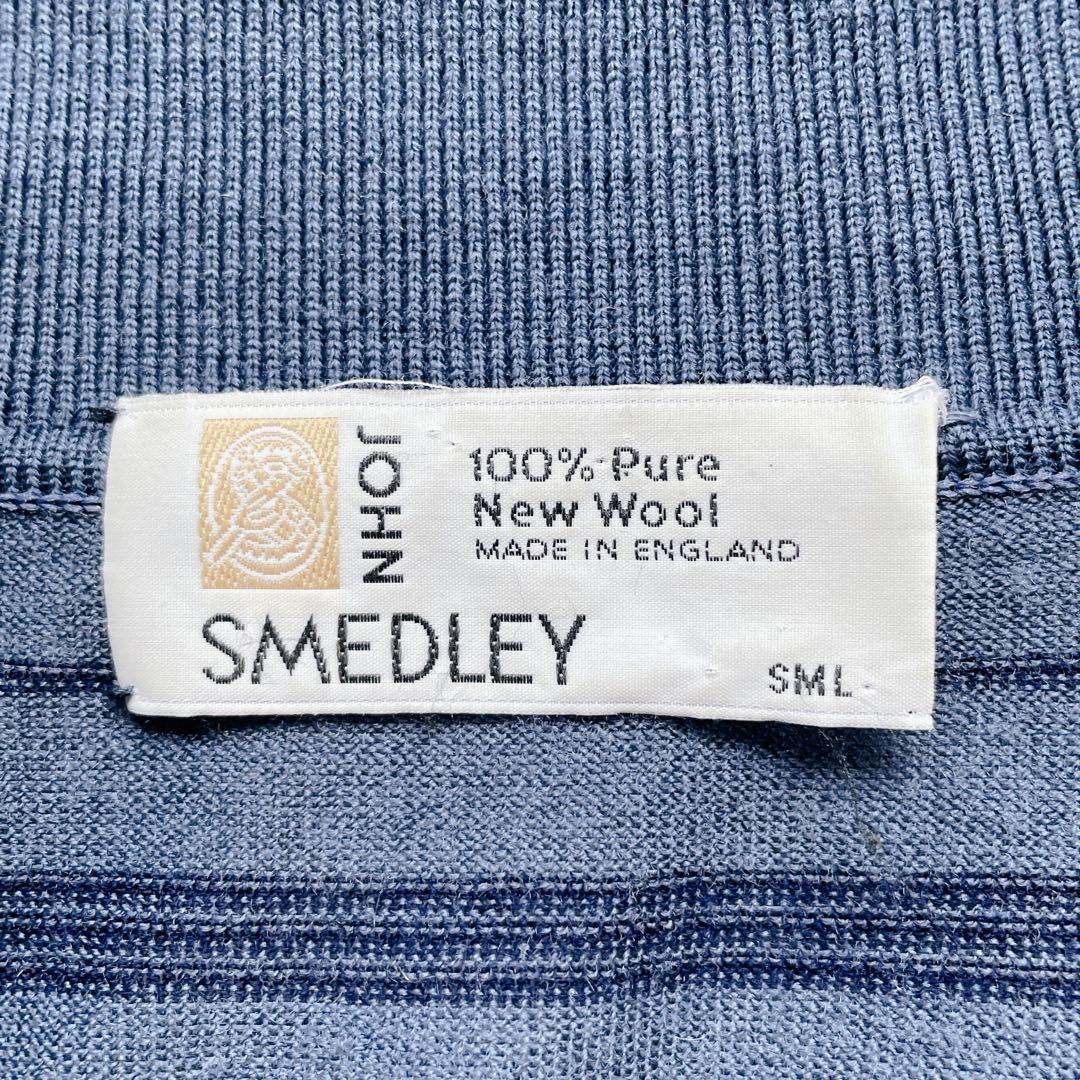 JOHN
SMEDLEY
100% Pure
New Wool
MADE IN ENGLAND
SML